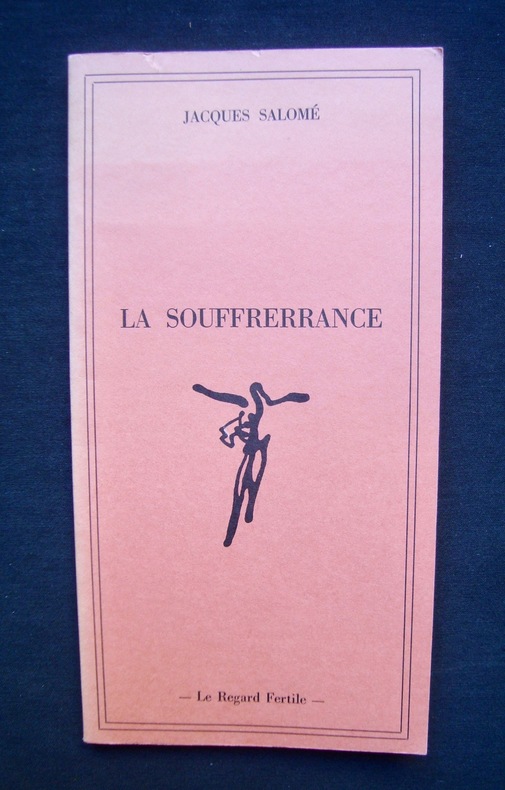 JACQUES SALOMÉ
LA SOUFFRERRANCE
— Le Regard Fertile —